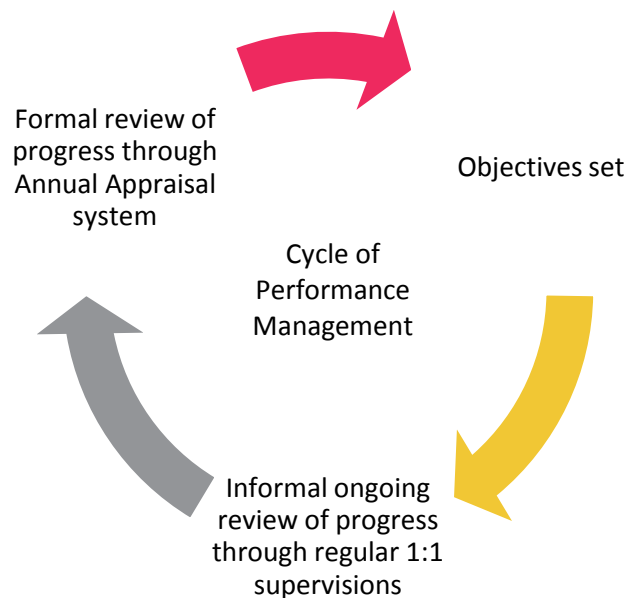 Formal review of
progress through
Annual Appraisal
system
Objectives set
Cycle of
Performance
Management
Informal ongoing
review of progress
through regular 1:1
supervisions